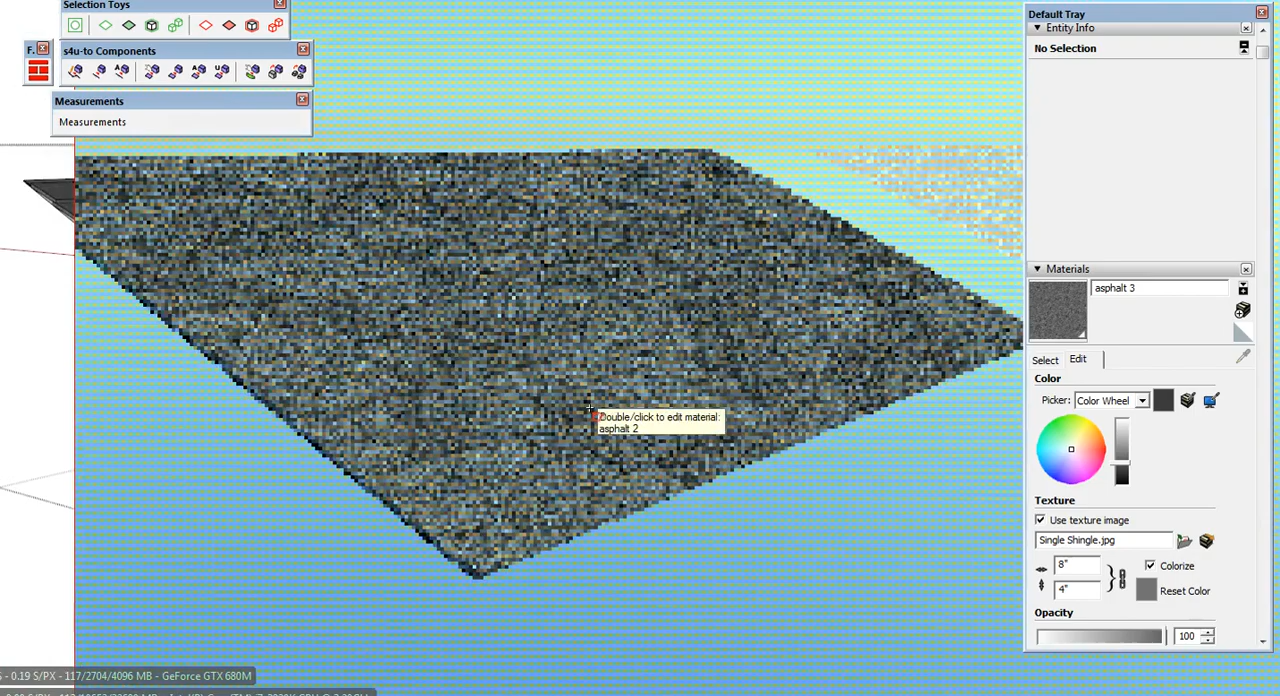 Selection Toys
F.
s4u-to Components
Measurements
Measurements
Double/click to edit material:
asphalt 2
- 0.19 S/PX - 117/2704/4096 MB - GeForce GTX 680M
Default Tray
Entity Info
No Selection
Materials
asphalt 3
Select Edit
Color
Picker: Color Wheel
Texture
Use texture image
Single Shingle.jpg
8"
Colorize
4"
Reset Color
Opacity
100